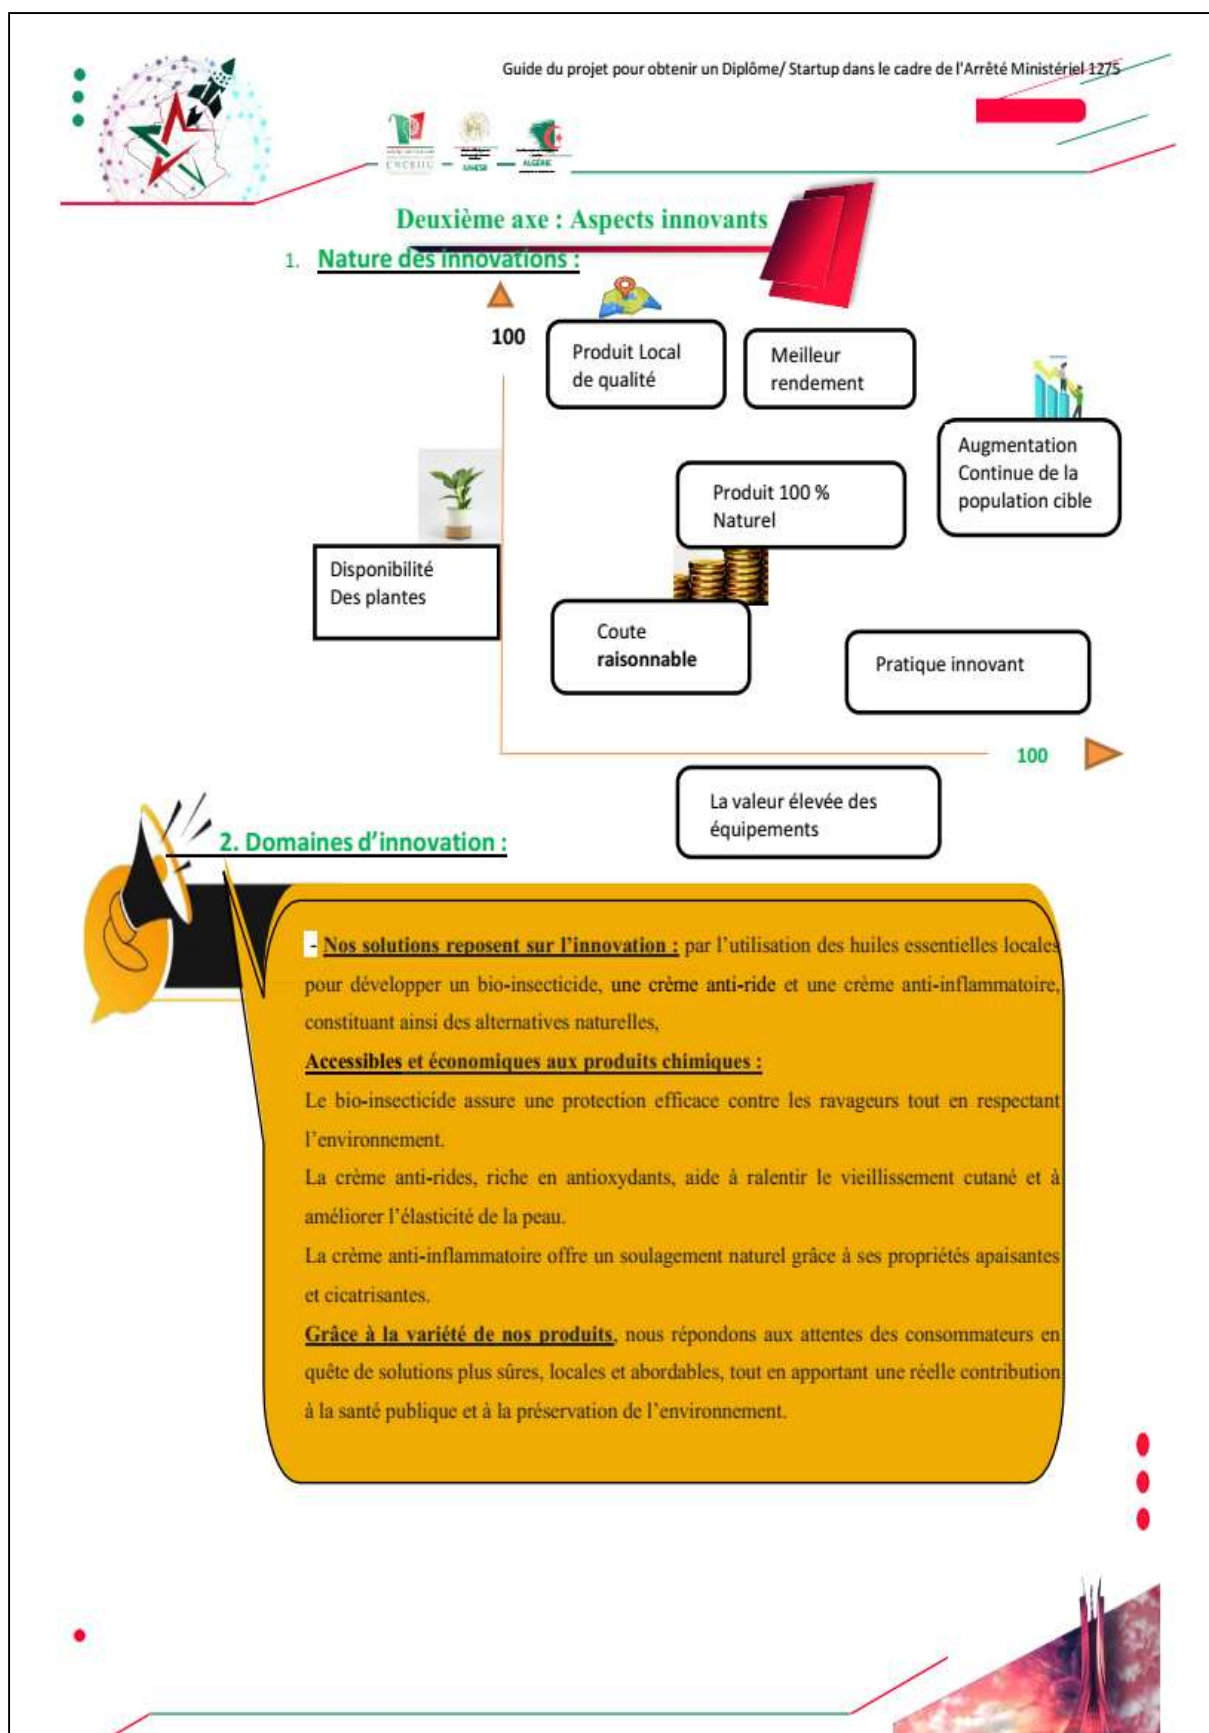 Guide du projet pour obtenir un Diplôme/ Startup dans le cadre de l'Arrêté Ministériel 1275
CNCSIIU
ALGÉRIE
Deuxième axe : Aspects innovants
1. Nature des innovations :
100
Produit Local
de qualité
Meilleur
rendement
Augmentation
Continue de la
population cible
Produit 100 %
Naturel
Disponibilité
Des plantes
Coute
raisonnable
Pratique innovant
100
La valeur élevée des
équipements
2. Domaines d’innovation :
- Nos solutions reposent sur l’innovation : par l’utilisation des huiles essentielles locales
pour développer un bio-insecticide, une crème anti-ride et une crème anti-inflammatoire,
constituant ainsi des alternatives naturelles,
Accessibles et économiques aux produits chimiques :
Le bio-insecticide assure une protection efficace contre les ravageurs tout en respectant
l’environnement.
La crème anti-rides, riche en antioxydants, aide à ralentir le vieillissement cutané et à
améliorer l’élasticité de la peau.
La crème anti-inflammatoire offre un soulagement naturel grâce à ses propriétés apaisantes
et cicatrisantes.
Grâce à la variété de nos produits, nous répondons aux attentes des consommateurs en
quête de solutions plus sûres, locales et abordables, tout en apportant une réelle contribution
à la santé publique et à la préservation de l’environnement.